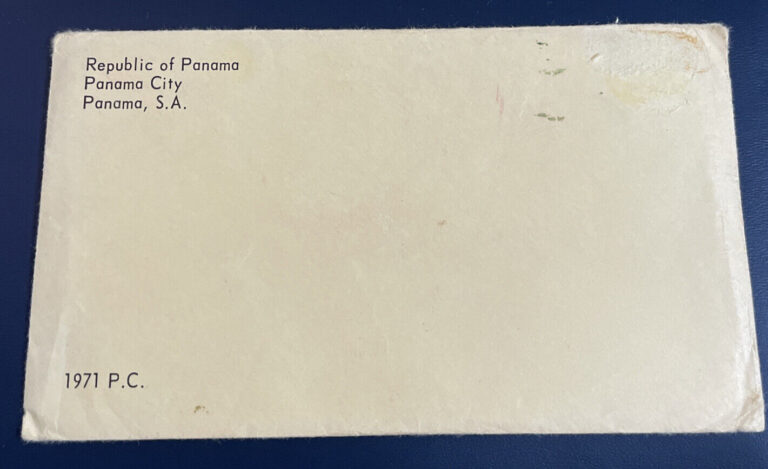 Republic of Panama
Panama City
Panama, S.A.
1971 P.C.